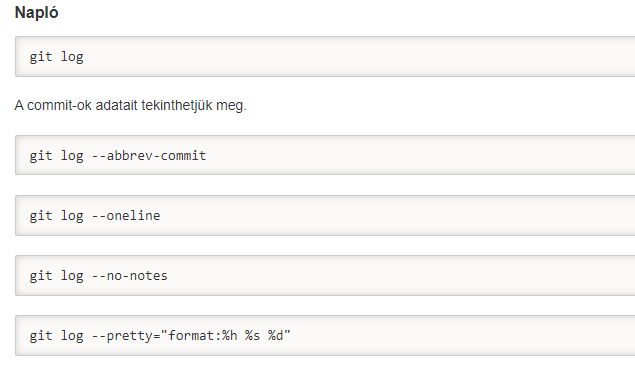 Napló
git log
A commit-ok adatait tekinthetjük meg.
git log --abbrev-commit
git log --oneline
git log --no-notes
git log --pretty="format:%h %s %d"